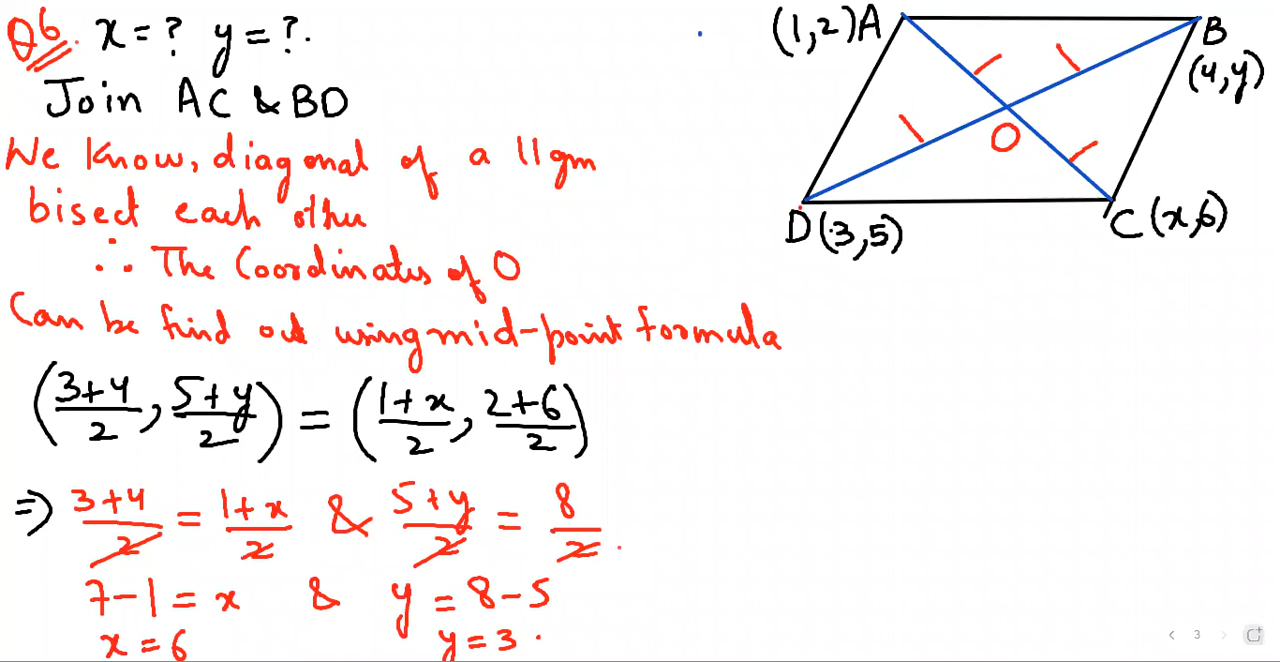 Q6. x = ? y = ?.
Join AC & BD
We know, diagonal of a ||gm
bisect each other
∴ The Coordinates of O
Can be find out using mid-point formula
(3+4/2, 5+y/2) = (1+x/2, 2+6/2)
⇒ 3+4/2 = 1+x/2 & 5+y/2 = 8/2
7-1 = x & y = 8-5
x = 6 y = 3.
(1,2)A
B
(4,y)
O
D(3,5)
C(x,6)
< 3 >